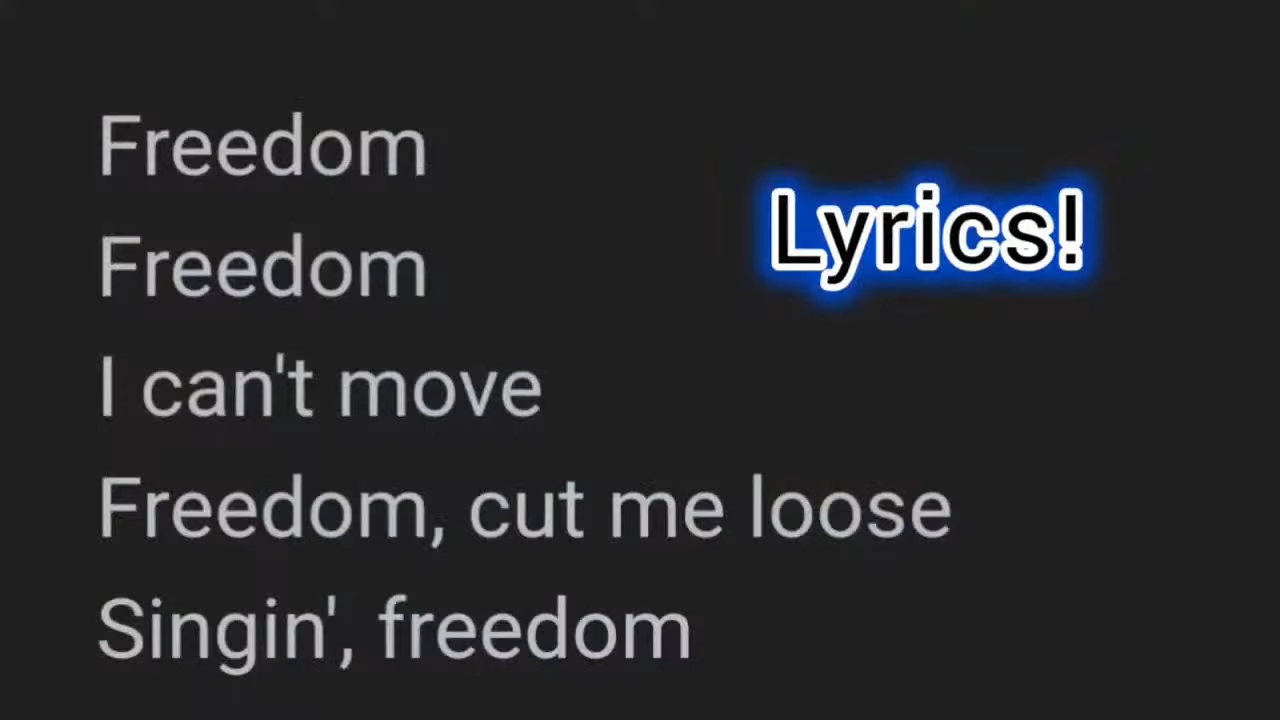 Freedom
Freedom
I can't move
Freedom, cut me loose
Singin', freedom
Lyrics!